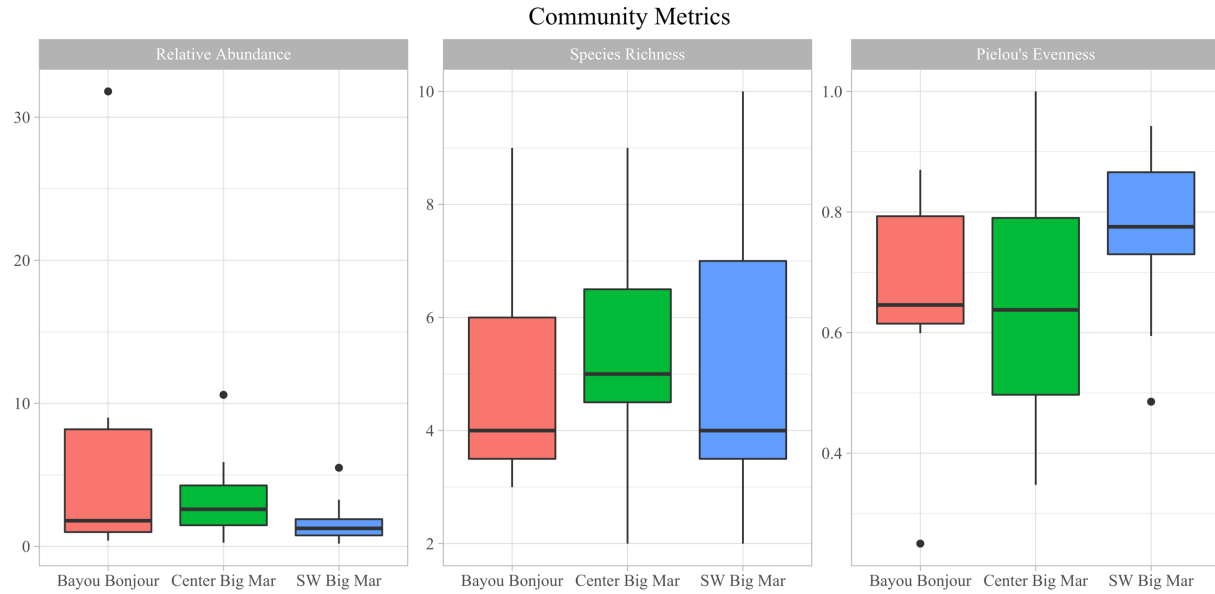 Community Metrics
Relative Abundance
30
20
10
0
Bayou Bonjour Center Big Mar SW Big Mar
Species Richness
10
8
6
4
2
Bayou Bonjour Center Big Mar SW Big Mar
Pielou's Evenness
1.0
0.8
0.6
0.4
Bayou Bonjour Center Big Mar SW Big Mar